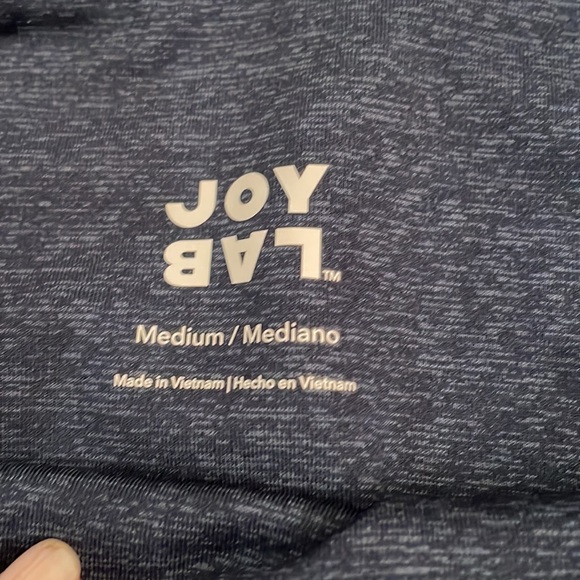 JOY
LAB™
Medium / Mediano
Made in Vietnam | Hecho en Vietnam